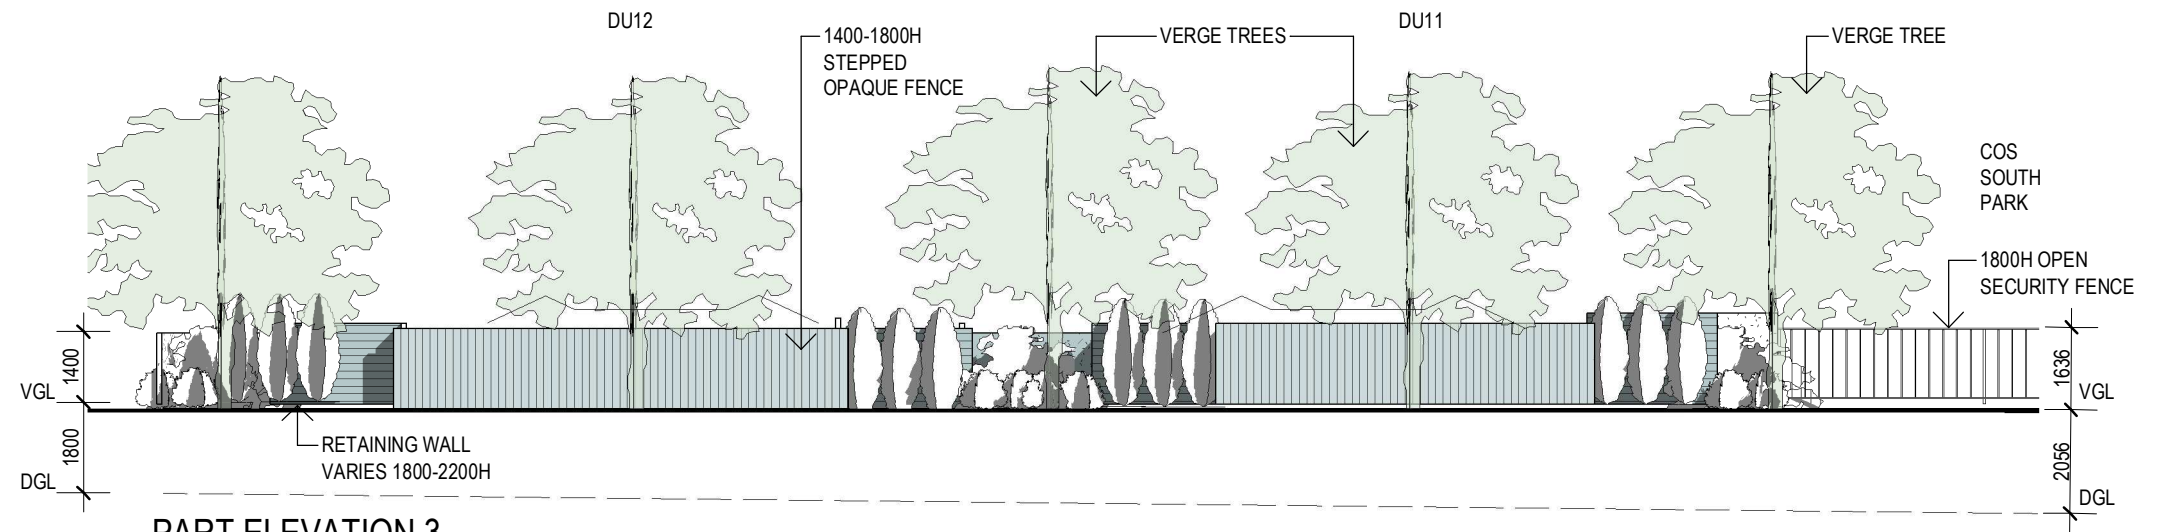 DU12
DU11
1400-1800H
STEPPED
OPAQUE FENCE
VERGE TREES
VERGE TREE
COS
SOUTH
PARK
1800H OPEN
SECURITY FENCE
1400
VGL
1800
DGL
RETAINING WALL
VARIES 1800-2200H
1636
VGL
2056
DGL
PART ELEVATION 3